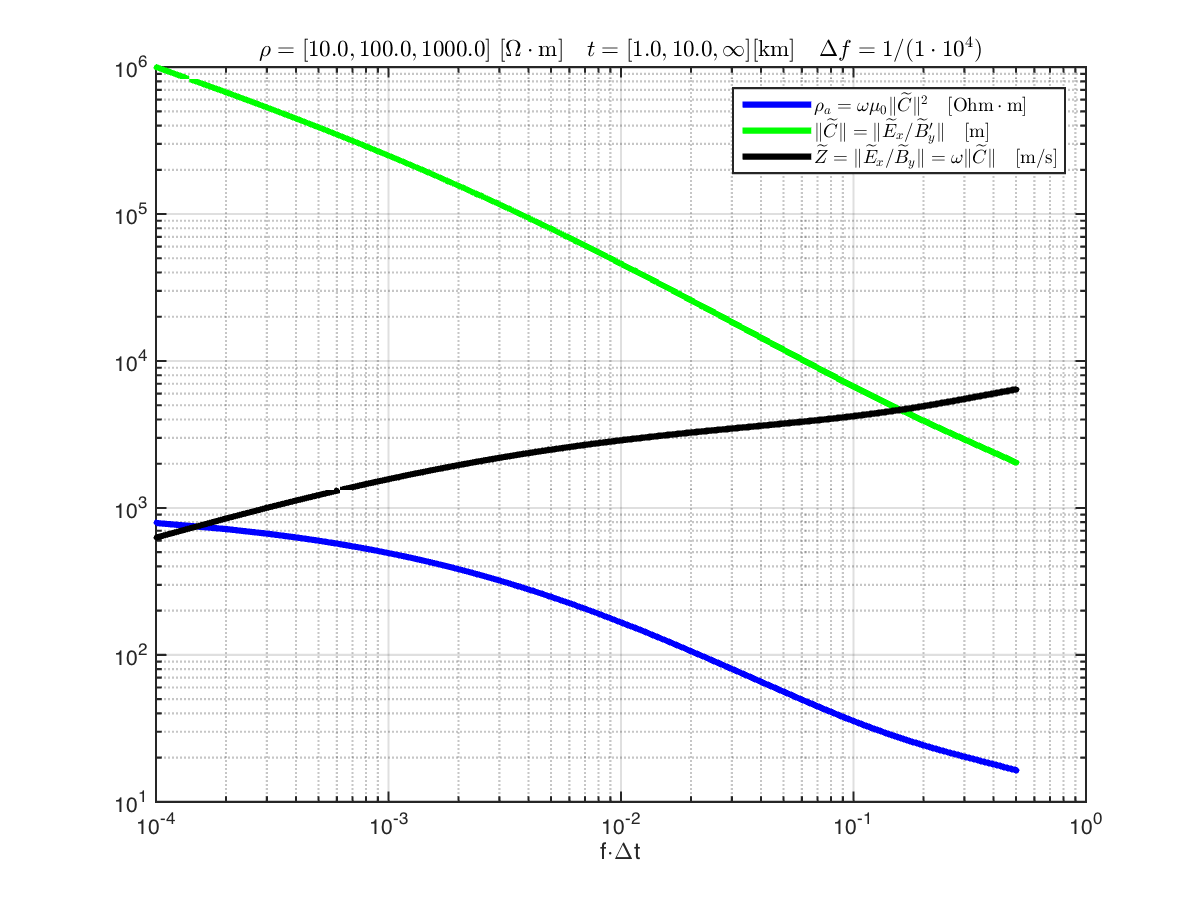 ρ = [10.0, 100.0, 1000.0] [Ω · m] t = [1.0, 10.0, ∞][km] Δf = 1/(1 · 10⁴)
ρₐ = ωμ₀‖C̃‖² [Ohm · m]
‖C̃‖ = ‖Ẽₓ/B̃′ᵧ‖ [m]
Z̃ = ‖Ẽₓ/B̃ᵧ‖ = ω‖C̃‖ [m/s]
10⁶
10⁵
10⁴
10³
10²
10¹
10⁻⁴ 10⁻³ 10⁻² 10⁻¹ 10⁰
f·Δt